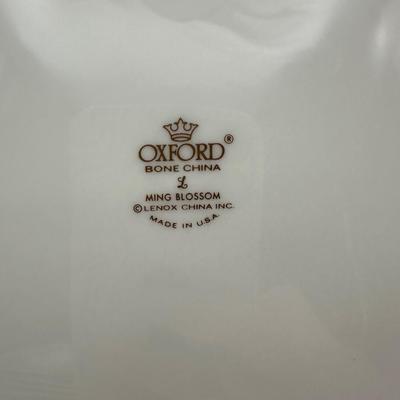 OXFORD®
BONE CHINA
L
MING BLOSSOM
© LENOX CHINA INC.
MADE IN U.S.A.